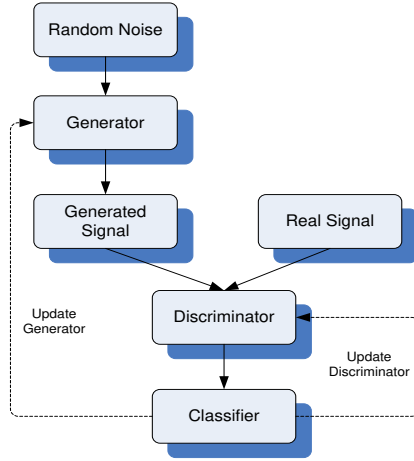 Random Noise
Generator
Generated
Signal
Real Signal
Discriminator
Update
Generator
Update
Discriminator
Classifier